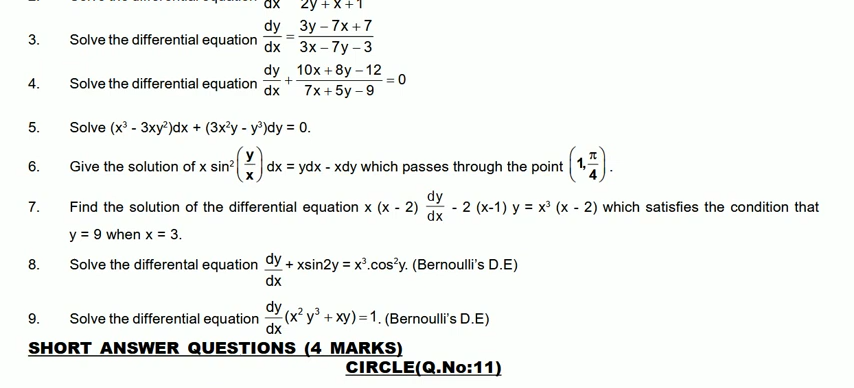 dx 2y + x + 1
3. Solve the differential equation dy/dx = (3y – 7x + 7)/(3x – 7y – 3)
4. Solve the differential equation dy/dx + (10x + 8y – 12)/(7x + 5y – 9) = 0
5. Solve (x³ - 3xy²)dx + (3x²y - y³)dy = 0.
6. Give the solution of x sin² (y/x) dx = ydx - xdy which passes through the point (1, π/4).
7. Find the solution of the differential equation x (x - 2) dy/dx - 2 (x-1) y = x³ (x - 2) which satisfies the condition that
y = 9 when x = 3.
8. Solve the differental equation dy/dx + xsin2y = x³.cos²y. (Bernoulli's D.E)
9. Solve the differential equation dy/dx (x² y³ + xy) = 1. (Bernoulli's D.E)
SHORT ANSWER QUESTIONS (4 MARKS)
CIRCLE(Q.No:11)